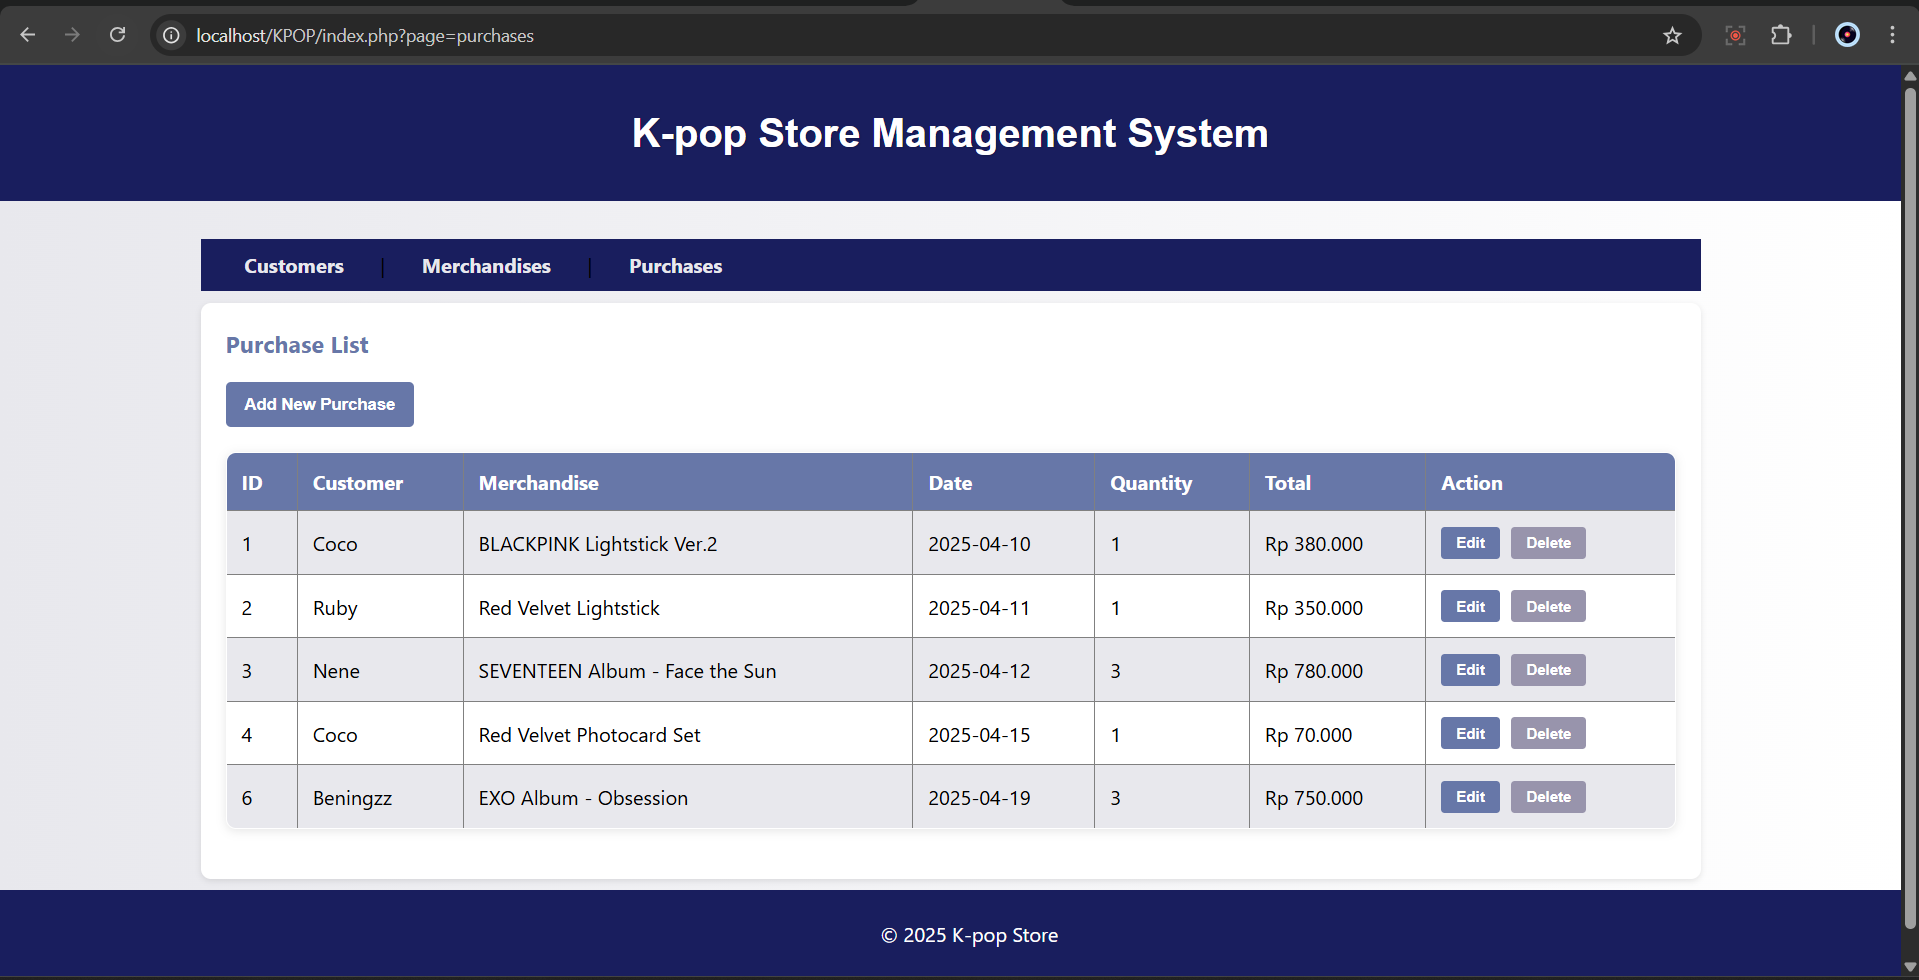 localhost/KPOP/index.php?page=purchases
K-pop Store Management System
Customers | Merchandises | Purchases
Purchase List
Add New Purchase
ID Customer Merchandise Date Quantity Total Action
1 Coco BLACKPINK Lightstick Ver.2 2025-04-10 1 Rp 380.000 Edit Delete
2 Ruby Red Velvet Lightstick 2025-04-11 1 Rp 350.000 Edit Delete
3 Nene SEVENTEEN Album - Face the Sun 2025-04-12 3 Rp 780.000 Edit Delete
4 Coco Red Velvet Photocard Set 2025-04-15 1 Rp 70.000 Edit Delete
6 Beningzz EXO Album - Obsession 2025-04-19 3 Rp 750.000 Edit Delete
© 2025 K-pop Store